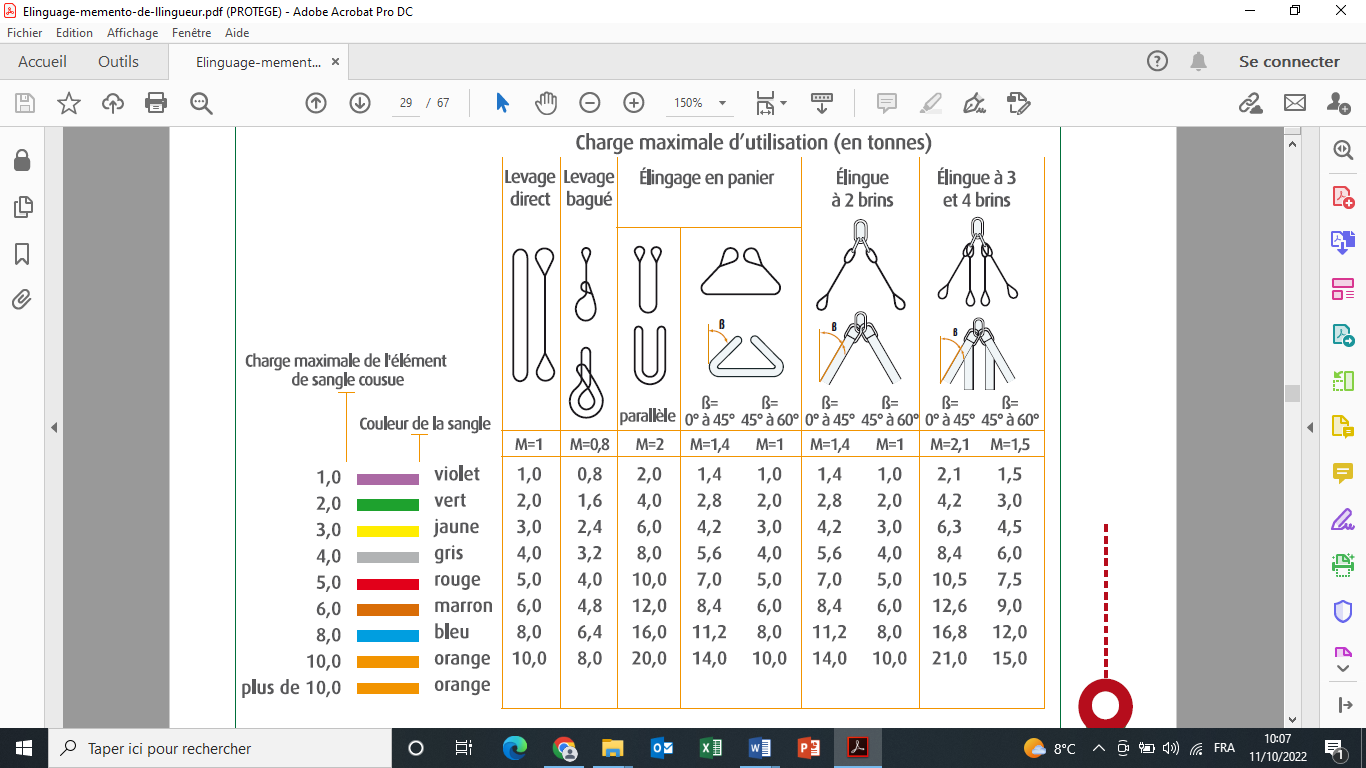 Elinguage-memento-de-llingueur.pdf (PROTEGE) - Adobe Acrobat Pro DC
Fichier Edition Affichage Fenêtre Aide
Accueil Outils Elinguage-mement... × ? Se connecter
29 / 67 150%
Charge maximale d'utilisation (en tonnes)
Levage direct
Levage bagué
Élingage en panier
Élingue à 2 brins
Élingue à 3 et 4 brins
ß ß ß
Charge maximale de l'élément
de sangle cousue
Couleur de la sangle
parallèle
ß= ß= ß= ß= ß= ß=
0° à 45° 45° à 60° 0° à 45° 45° à 60° 0° à 45° 45° à 60°
M=1 M=0,8 M=2 M=1,4 M=1 M=1,4 M=1 M=2,1 M=1,5
1,0 violet 1,0 0,8 2,0 1,4 1,0 1,4 1,0 2,1 1,5
2,0 vert 2,0 1,6 4,0 2,8 2,0 2,8 2,0 4,2 3,0
3,0 jaune 3,0 2,4 6,0 4,2 3,0 4,2 3,0 6,3 4,5
4,0 gris 4,0 3,2 8,0 5,6 4,0 5,6 4,0 8,4 6,0
5,0 rouge 5,0 4,0 10,0 7,0 5,0 7,0 5,0 10,5 7,5
6,0 marron 6,0 4,8 12,0 8,4 6,0 8,4 6,0 12,6 9,0
8,0 bleu 8,0 6,4 16,0 11,2 8,0 11,2 8,0 16,8 12,0
10,0 orange 10,0 8,0 20,0 14,0 10,0 14,0 10,0 21,0 15,0
plus de 10,0 orange
Taper ici pour rechercher 8°C FRA 10:07
11/10/2022 1